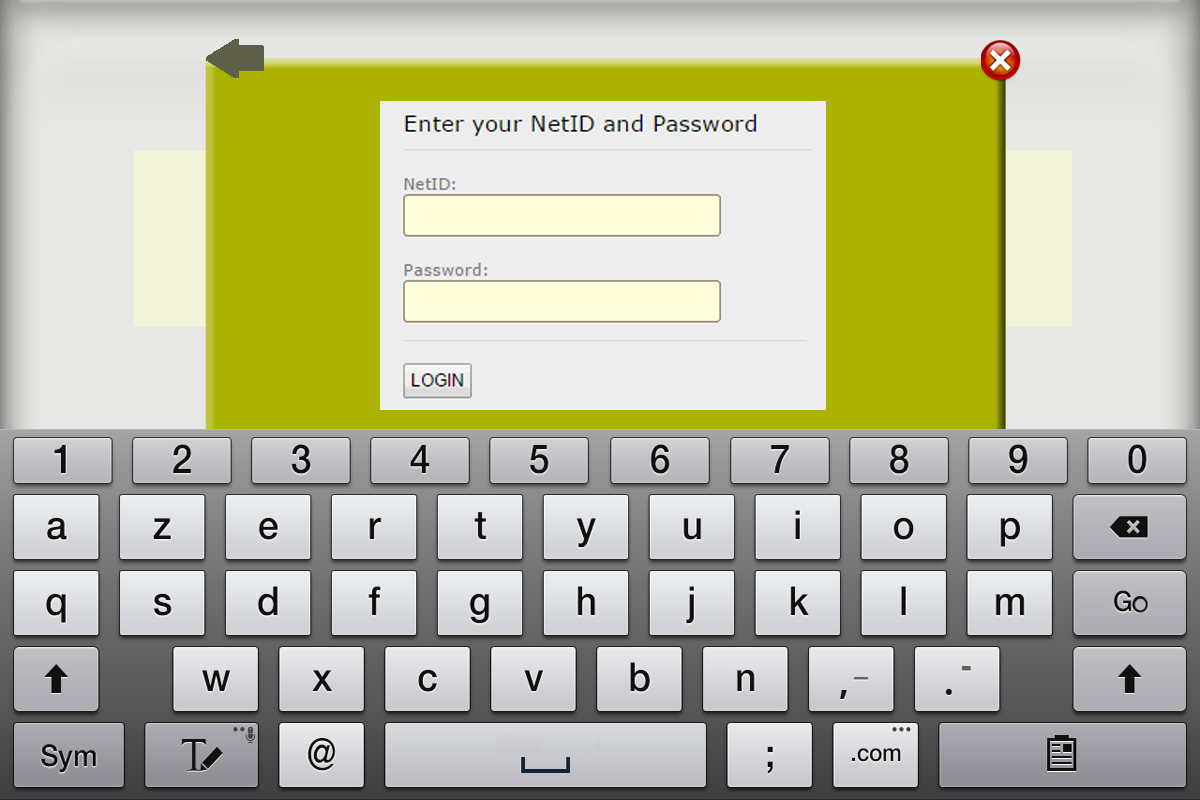 Enter your NetID and Password
NetID:
Password:
LOGIN
1 2 3 4 5 6 7 8 9 0
a z e r t y u i o p
q s d f g h j k l m Go
w x c v b n , – . -
Sym T @ ; .com